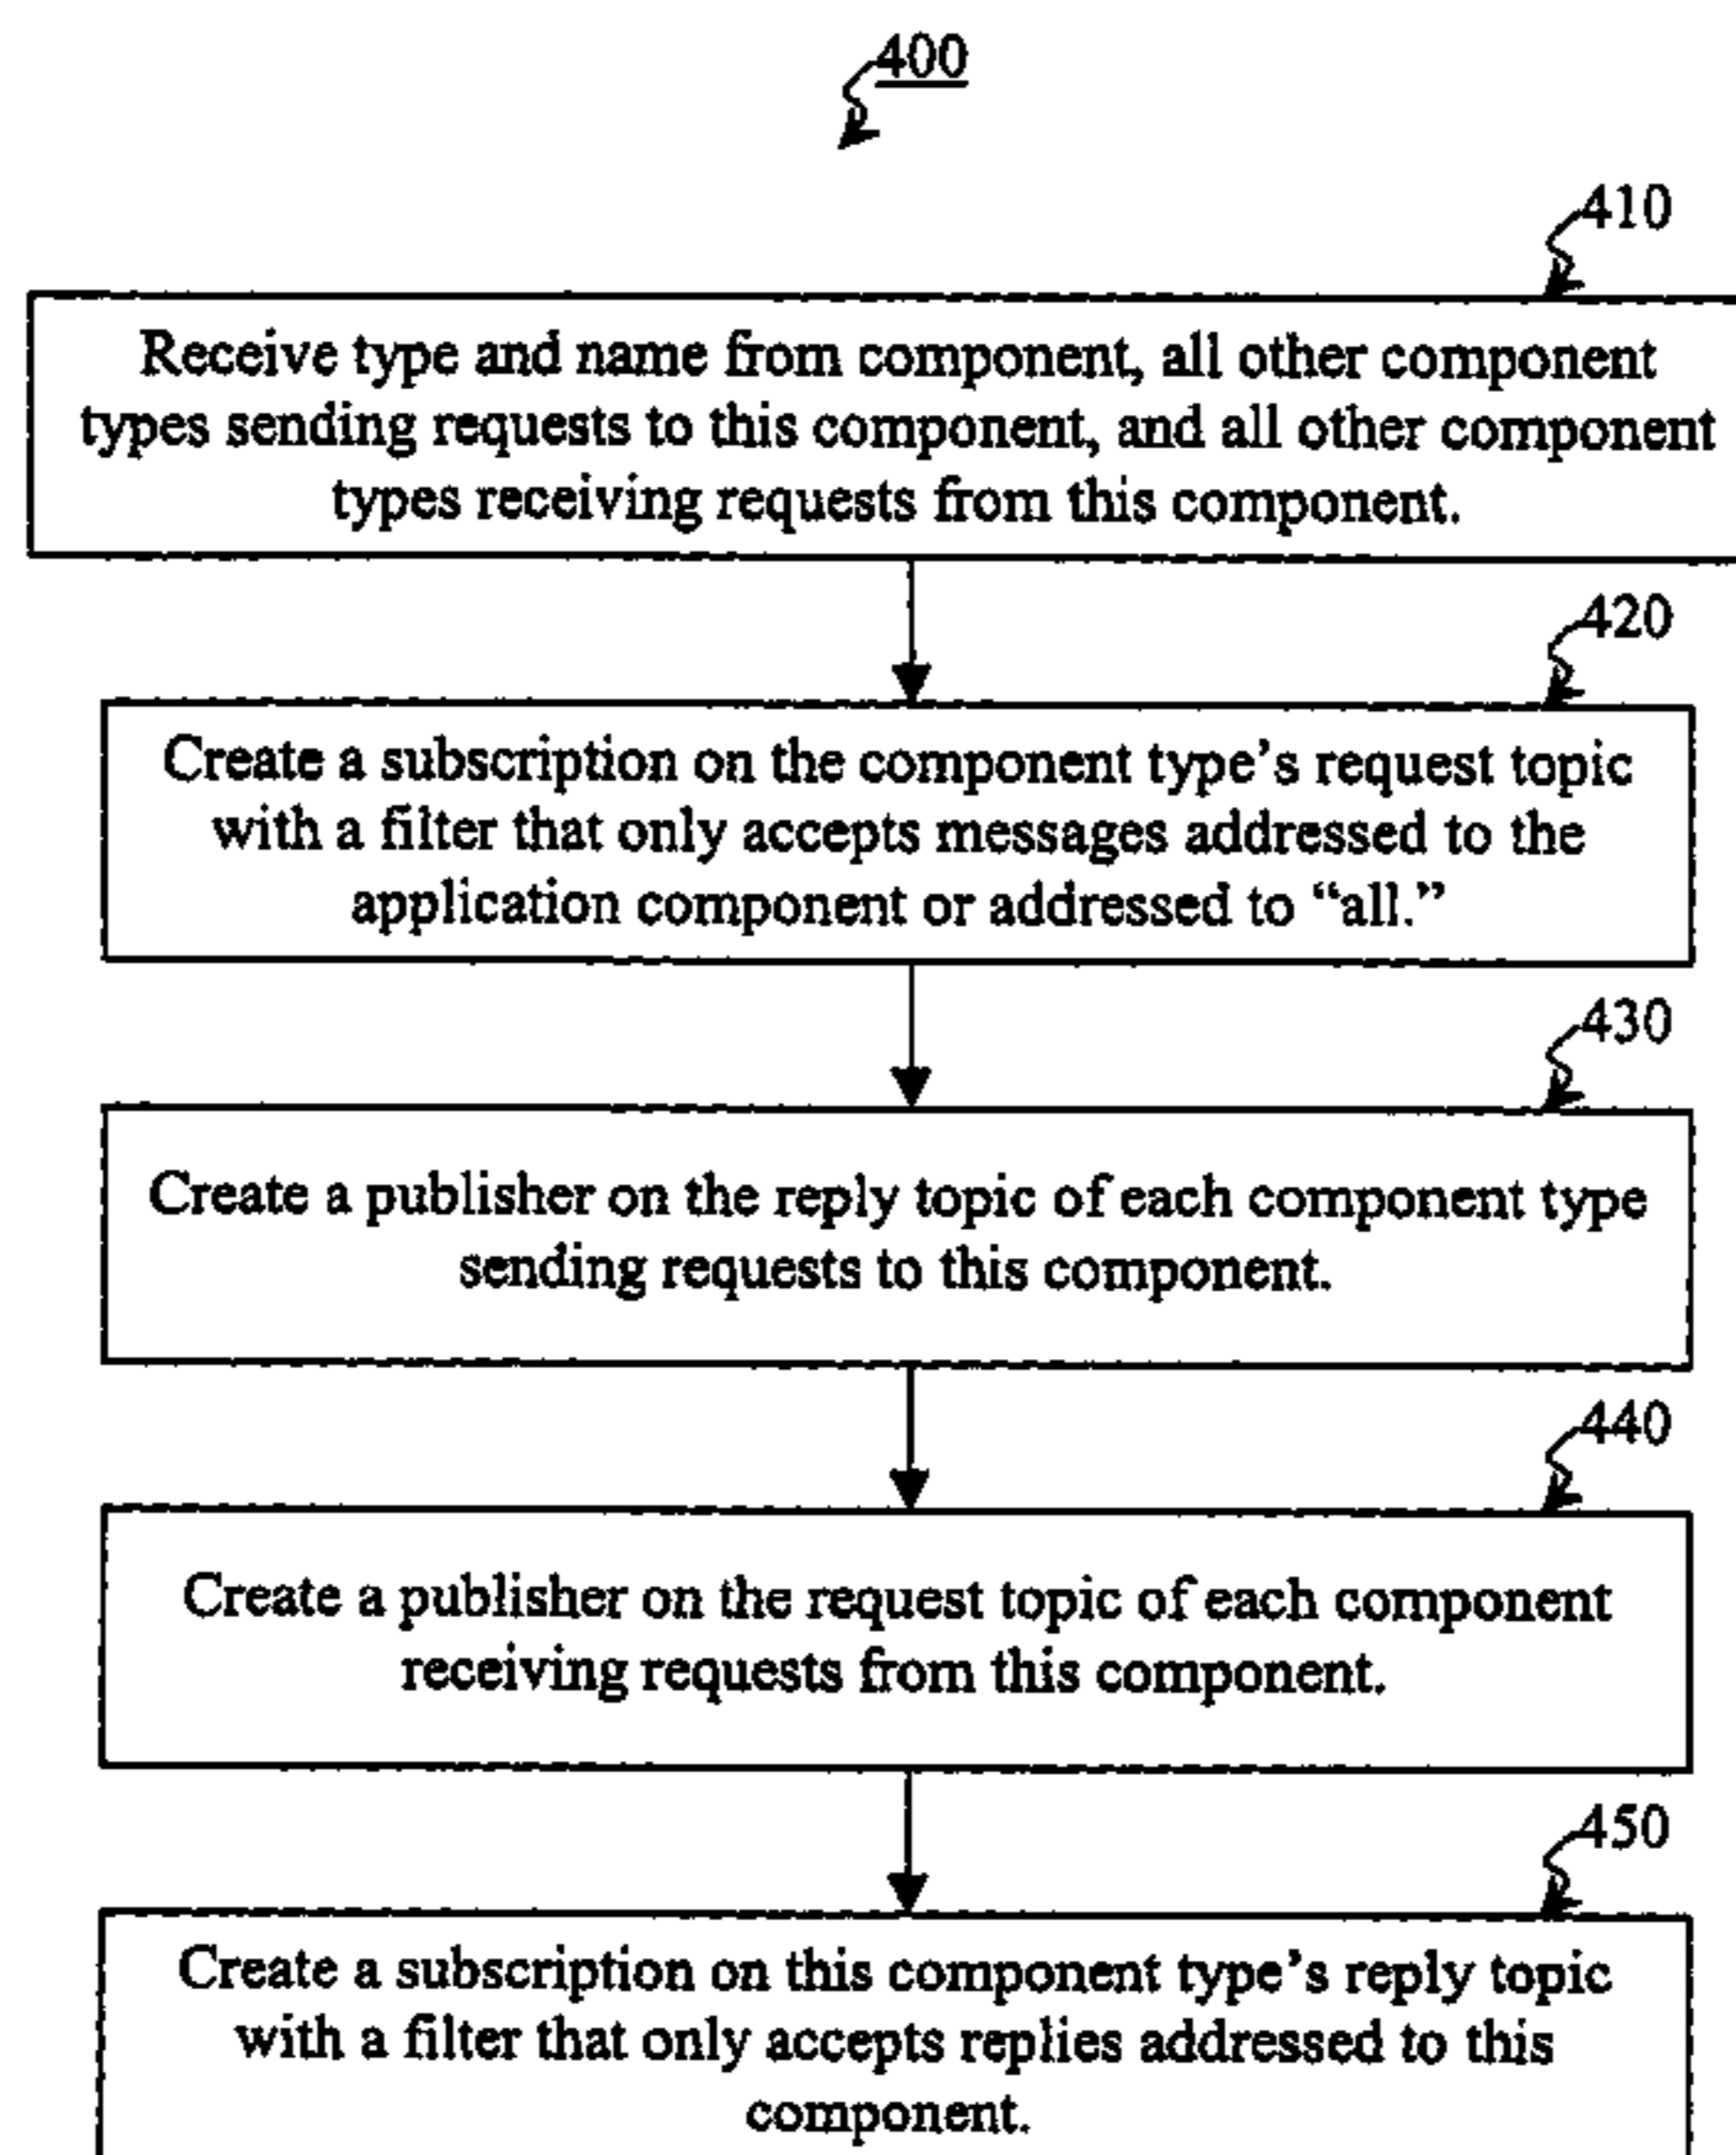 400
410
Receive type and name from component, all other component
types sending requests to this component, and all other component
types receiving requests from this component.
420
Create a subscription on the component type's request topic
with a filter that only accepts messages addressed to the
application component or addressed to “all.”
430
Create a publisher on the reply topic of each component type
sending requests to this component.
440
Create a publisher on the request topic of each component
receiving requests from this component.
450
Create a subscription on this component type's reply topic
with a filter that only accepts replies addressed to this
component.